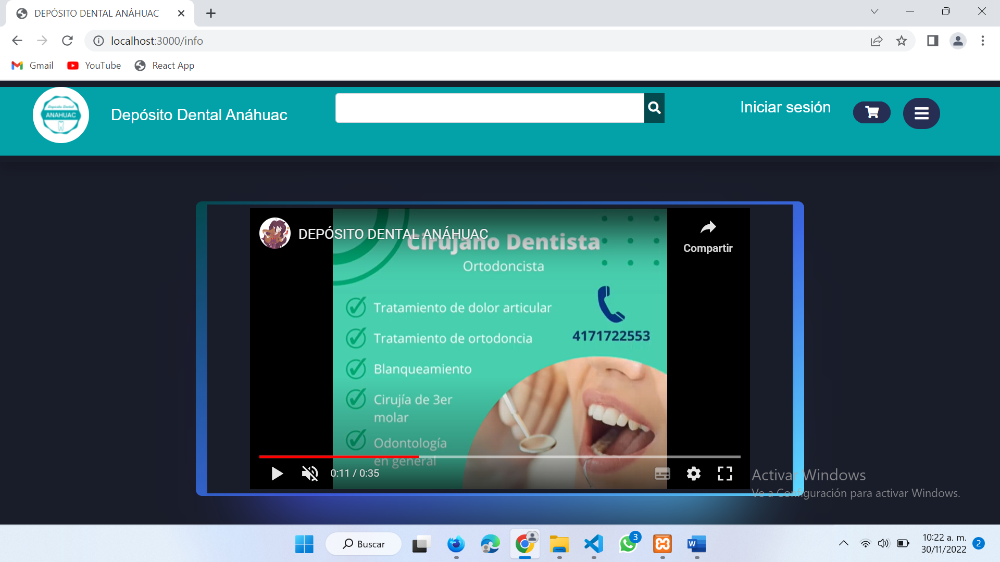 DEPÓSITO DENTAL ANÁHUAC
localhost:3000/info
Gmail
YouTube
React App
Depósito Dental
ANAHUAC
Depósito Dental Anáhuac
Iniciar sesión
DEPÓSITO DENTAL ANÁHUAC
Compartir
Cirujano Dentista
Ortodoncista
Tratamiento de dolor articular
Tratamiento de ortodoncia
4171722553
Blanqueamiento
Cirujía de 3er
molar
Odontología
en general
0:11 / 0:35
Activar Windows
Ve a Configuración para activar Windows.
Buscar
3
10:22 a. m.
30/11/2022
2